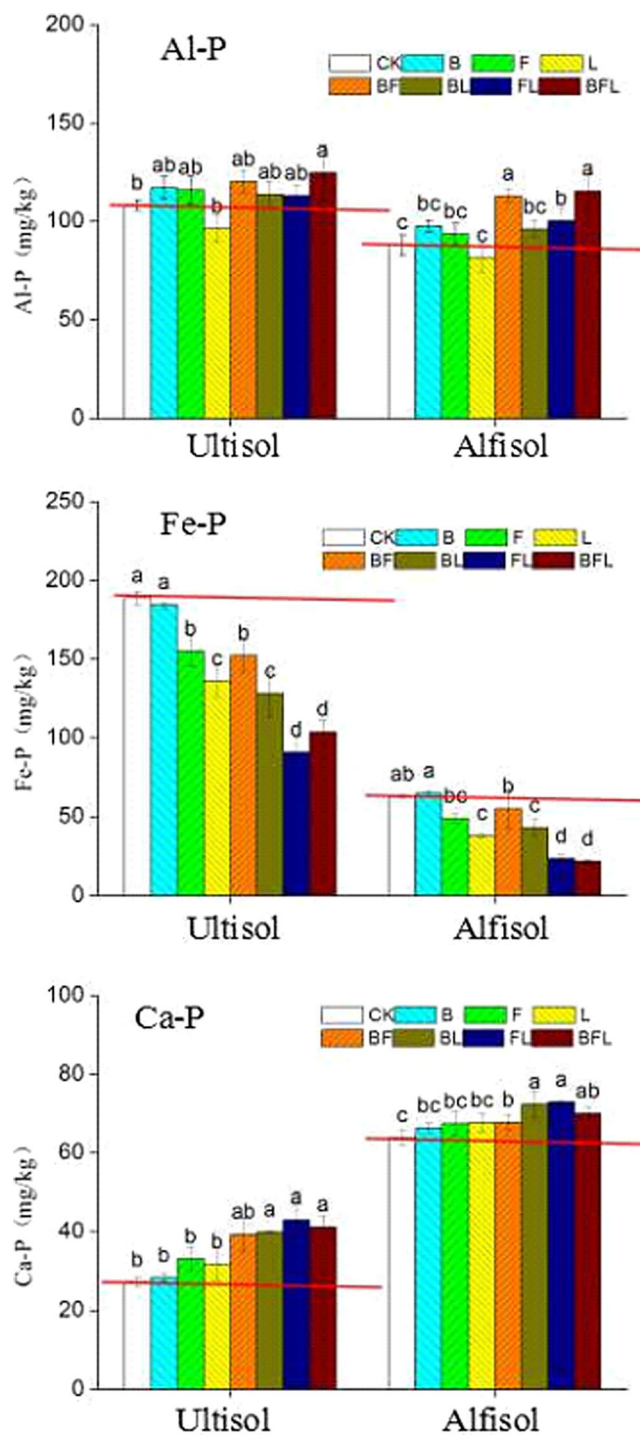 200
Al-P
CK B F L
BF BL FL BFL
150
a
ab ab ab ab ab
b b
a a
b
bc bc bc
c c
100
50
0
Al-P (mg/kg)
Ultisol Alfisol
250
Fe-P
CK B F L
BF BL FL BFL
200
a a
b b
150
c c
d d
100
ab a
bc b
c c
50
d d
0
Fe-P (mg/kg)
Ultisol Alfisol
100
Ca-P
CK B F L
BF BL FL BFL
80
a a ab
c bc bc bc b
60
ab a a a
40
b b b b
20
0
Ca-P (mg/kg)
Ultisol Alfisol